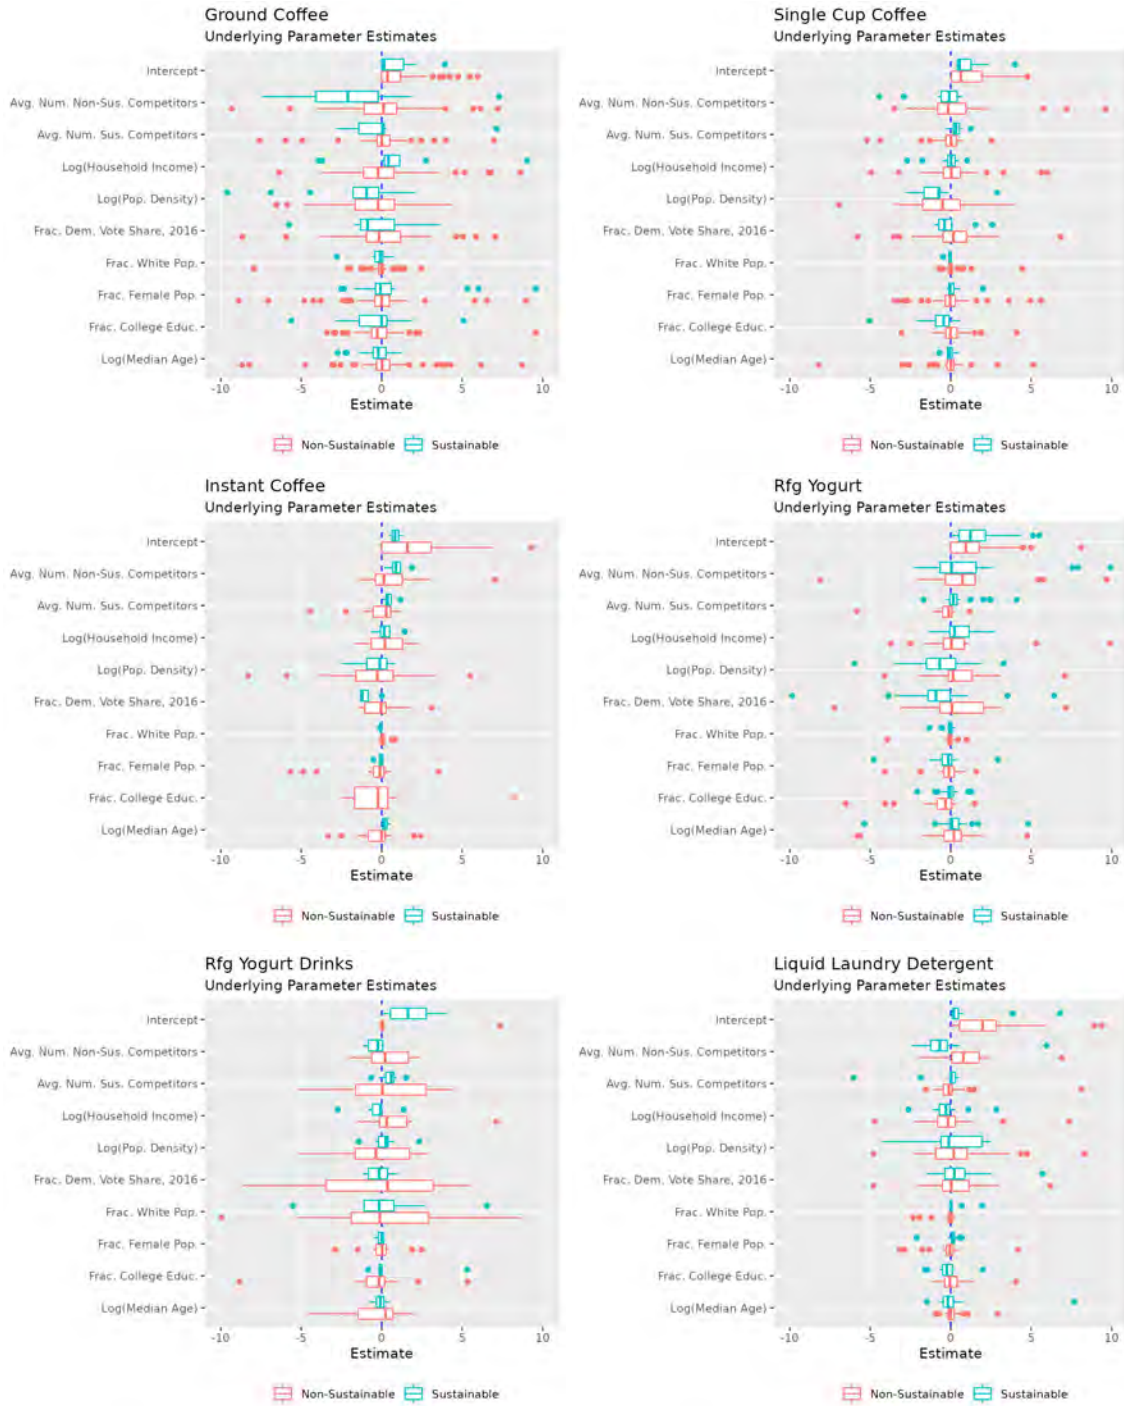 Ground Coffee
Underlying Parameter Estimates
Intercept
Avg. Num. Non-Sus. Competitors
Avg. Num. Sus. Competitors
Log(Household Income)
Log(Pop. Density)
Frac. Dem. Vote Share, 2016
Frac. White Pop.
Frac. Female Pop.
Frac. College Educ.
Log(Median Age)
-10 -5 0 5 10
Estimate
Non-Sustainable Sustainable
Single Cup Coffee
Underlying Parameter Estimates
Intercept
Avg. Num. Non-Sus. Competitors
Avg. Num. Sus. Competitors
Log(Household Income)
Log(Pop. Density)
Frac. Dem. Vote Share, 2016
Frac. White Pop.
Frac. Female Pop.
Frac. College Educ.
Log(Median Age)
-10 -5 0 5 10
Estimate
Non-Sustainable Sustainable
Instant Coffee
Underlying Parameter Estimates
Intercept
Avg. Num. Non-Sus. Competitors
Avg. Num. Sus. Competitors
Log(Household Income)
Log(Pop. Density)
Frac. Dem. Vote Share, 2016
Frac. White Pop.
Frac. Female Pop.
Frac. College Educ.
Log(Median Age)
-10 -5 0 5 10
Estimate
Non-Sustainable Sustainable
Rfg Yogurt
Underlying Parameter Estimates
Intercept
Avg. Num. Non-Sus. Competitors
Avg. Num. Sus. Competitors
Log(Household Income)
Log(Pop. Density)
Frac. Dem. Vote Share, 2016
Frac. White Pop.
Frac. Female Pop.
Frac. College Educ.
Log(Median Age)
-10 -5 0 5 10
Estimate
Non-Sustainable Sustainable
Rfg Yogurt Drinks
Underlying Parameter Estimates
Intercept
Avg. Num. Non-Sus. Competitors
Avg. Num. Sus. Competitors
Log(Household Income)
Log(Pop. Density)
Frac. Dem. Vote Share, 2016
Frac. White Pop.
Frac. Female Pop.
Frac. College Educ.
Log(Median Age)
-10 -5 0 5 10
Estimate
Non-Sustainable Sustainable
Liquid Laundry Detergent
Underlying Parameter Estimates
Intercept
Avg. Num. Non-Sus. Competitors
Avg. Num. Sus. Competitors
Log(Household Income)
Log(Pop. Density)
Frac. Dem. Vote Share, 2016
Frac. White Pop.
Frac. Female Pop.
Frac. College Educ.
Log(Median Age)
-10 -5 0 5 10
Estimate
Non-Sustainable Sustainable